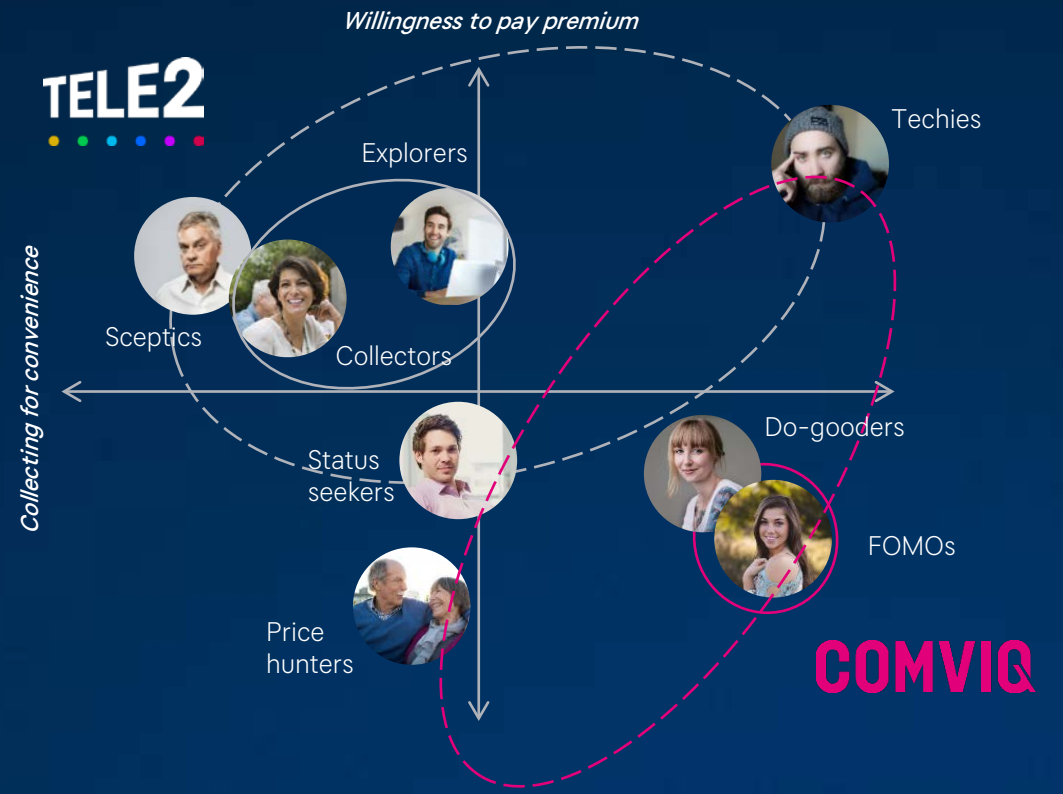 Willingness to pay premium
TELE2
Techies
Explorers
Collecting for convenience
Sceptics
Collectors
Do-gooders
Status
seekers
FOMOs
Price
hunters
COMVIQ